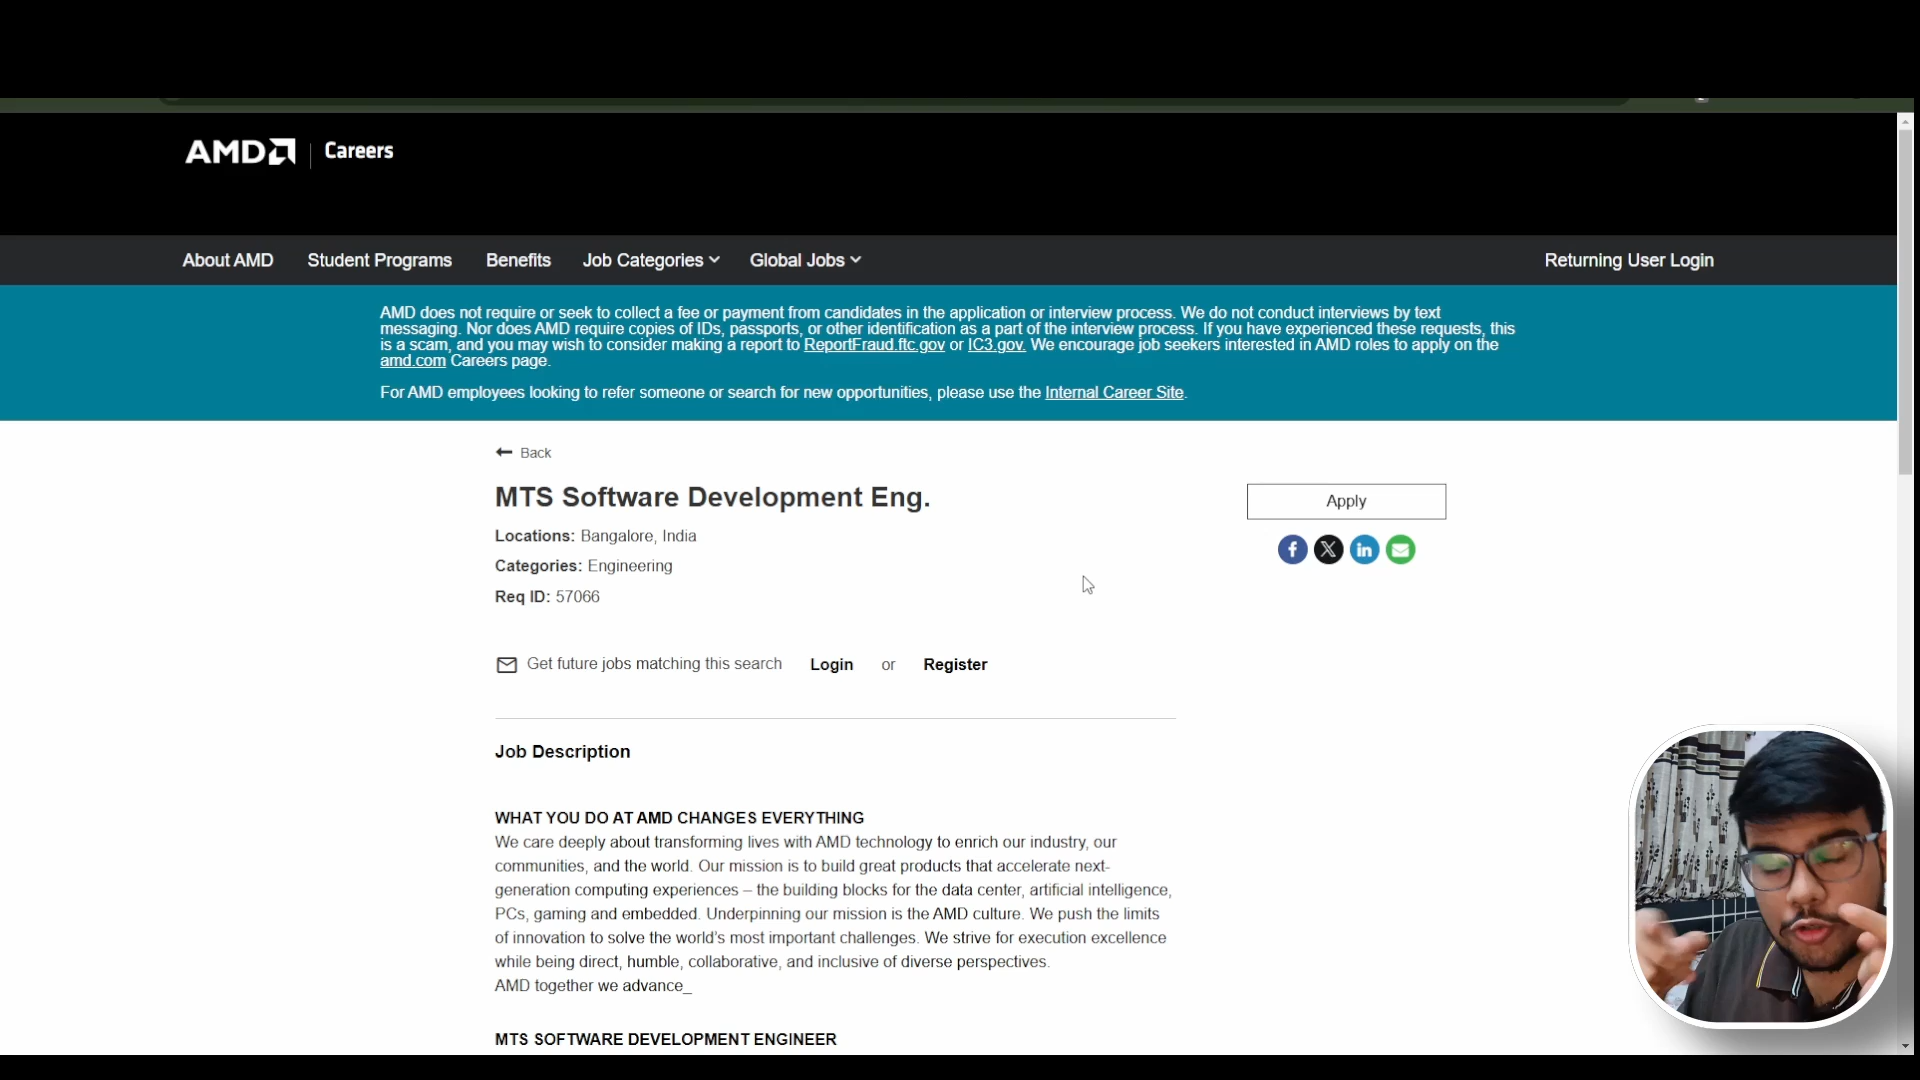 AMD Careers
About AMD Student Programs Benefits Job Categories Global Jobs Returning User Login
AMD does not require or seek to collect a fee or payment from candidates in the application or interview process. We do not conduct interviews by text
messaging. Nor does AMD require copies of IDs, passports, or other identification as a part of the interview process. If you have experienced these requests, this
is a scam, and you may wish to consider making a report to ReportFraud.ftc.gov or IC3.gov. We encourage job seekers interested in AMD roles to apply on the
amd.com Careers page.
For AMD employees looking to refer someone or search for new opportunities, please use the Internal Career Site.
Back
MTS Software Development Eng.
Apply
Locations: Bangalore, India
Categories: Engineering
Req ID: 57066
Get future jobs matching this search Login or Register
Job Description
WHAT YOU DO AT AMD CHANGES EVERYTHING
We care deeply about transforming lives with AMD technology to enrich our industry, our
communities, and the world. Our mission is to build great products that accelerate next-
generation computing experiences – the building blocks for the data center, artificial intelligence,
PCs, gaming and embedded. Underpinning our mission is the AMD culture. We push the limits
of innovation to solve the world's most important challenges. We strive for execution excellence
while being direct, humble, collaborative, and inclusive of diverse perspectives.
AMD together we advance_
MTS SOFTWARE DEVELOPMENT ENGINEER